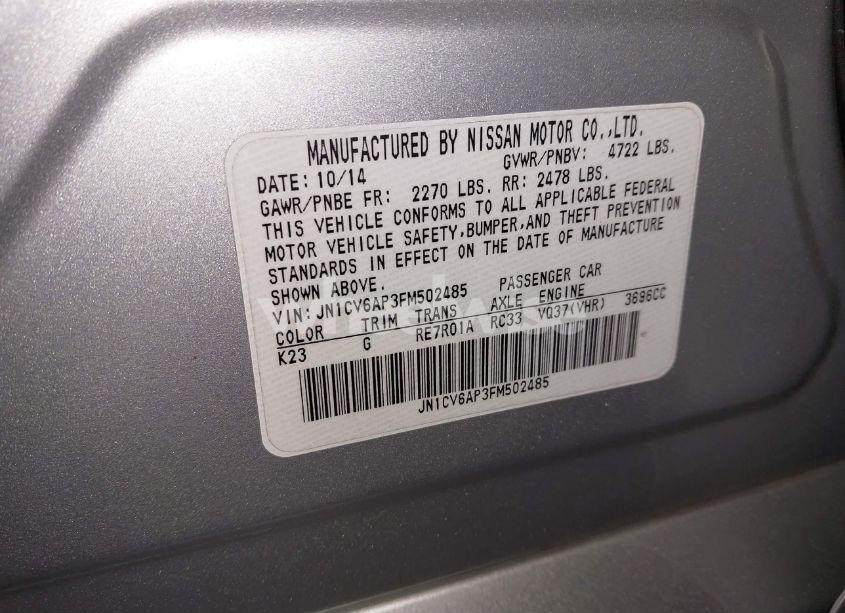 MANUFACTURED BY NISSAN MOTOR CO.,LTD.
DATE: 10/14 GVWR/PNBV: 4722 LBS.
GAWR/PNBE FR: 2270 LBS. RR: 2478 LBS.
THIS VEHICLE CONFORMS TO ALL APPLICABLE FEDERAL
MOTOR VEHICLE SAFETY,BUMPER,AND THEFT PREVENTION
STANDARDS IN EFFECT ON THE DATE OF MANUFACTURE
SHOWN ABOVE.
VIN: JN1CV6AP3FM502485 PASSENGER CAR
COLOR TRIM TRANS AXLE ENGINE
K23 G RE7R01A RC33 VQ37(VHR) 3696CC
JN1CV6AP3FM502485